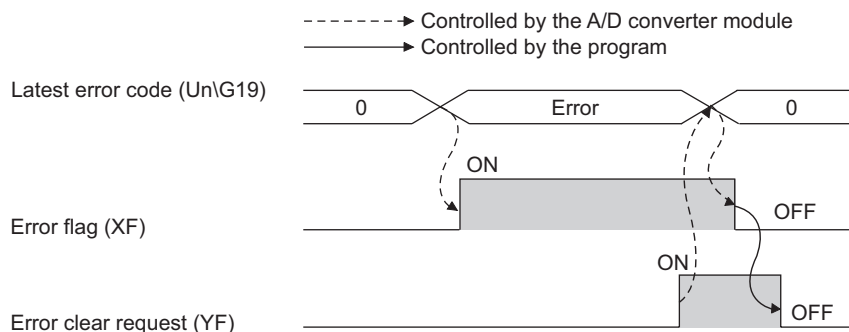 Controlled by the A/D converter module
Controlled by the program
Latest error code (Un\G19)
0
Error
0
ON
Error flag (XF)
OFF
ON
Error clear request (YF)
OFF